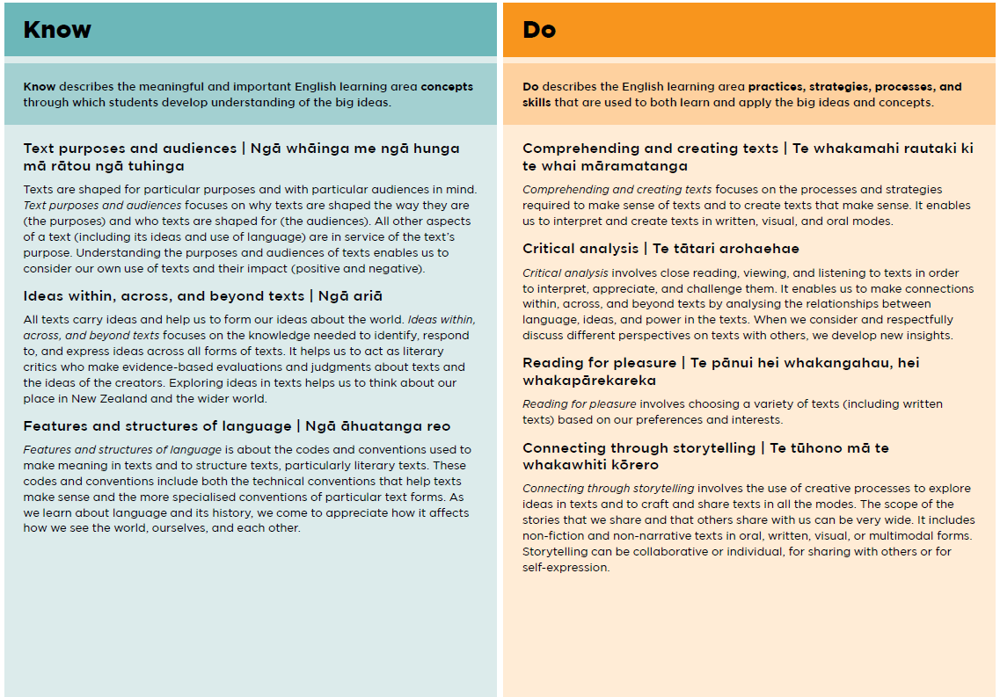 Know
Know describes the meaningful and important English learning area concepts
through which students develop understanding of the big ideas.
Text purposes and audiences | Ngā whāinga me ngā hunga
mā rātou ngā tuhinga
Texts are shaped for particular purposes and with particular audiences in mind.
Text purposes and audiences focuses on why texts are shaped the way they are
(the purposes) and who texts are shaped for (the audiences). All other aspects
of a text (including its ideas and use of language) are in service of the text's
purpose. Understanding the purposes and audiences of texts enables us to
consider our own use of texts and their impact (positive and negative).
Ideas within, across, and beyond texts | Ngā ariā
All texts carry ideas and help us to form our ideas about the world. Ideas within,
across, and beyond texts focuses on the knowledge needed to identify, respond
to, and express ideas across all forms of texts. It helps us to act as literary
critics who make evidence-based evaluations and judgments about texts and
the ideas of the creators. Exploring ideas in texts helps us to think about our
place in New Zealand and the wider world.
Features and structures of language | Ngā āhuatanga reo
Features and structures of language is about the codes and conventions used to
make meaning in texts and to structure texts, particularly literary texts. These
codes and conventions include both the technical conventions that help texts
make sense and the more specialised conventions of particular text forms. As
we learn about language and its history, we come to appreciate how it affects
how we see the world, ourselves, and each other.
Do
Do describes the English learning area practices, strategies, processes, and
skills that are used to both learn and apply the big ideas and concepts.
Comprehending and creating texts | Te whakamahi rautaki ki
te whai māramatanga
Comprehending and creating texts focuses on the processes and strategies
required to make sense of texts and to create texts that make sense. It enables
us to interpret and create texts in written, visual, and oral modes.
Critical analysis | Te tātari arohaehae
Critical analysis involves close reading, viewing, and listening to texts in order
to interpret, appreciate, and challenge them. It enables us to make connections
within, across, and beyond texts by analysing the relationships between
language, ideas, and power in the texts. When we consider and respectfully
discuss different perspectives on texts with others, we develop new insights.
Reading for pleasure | Te pānui hei whakangahau, hei
whakapārekareka
Reading for pleasure involves choosing a variety of texts (including written
texts) based on our preferences and interests.
Connecting through storytelling | Te tūhono mā te
whakawhiti kōrero
Connecting through storytelling involves the use of creative processes to explore
ideas in texts and to craft and share texts in all the modes. The scope of the
stories that we share and that others share with us can be very wide. It includes
non-fiction and non-narrative texts in oral, written, visual, or multimodal forms.
Storytelling can be collaborative or individual, for sharing with others or for
self-expression.